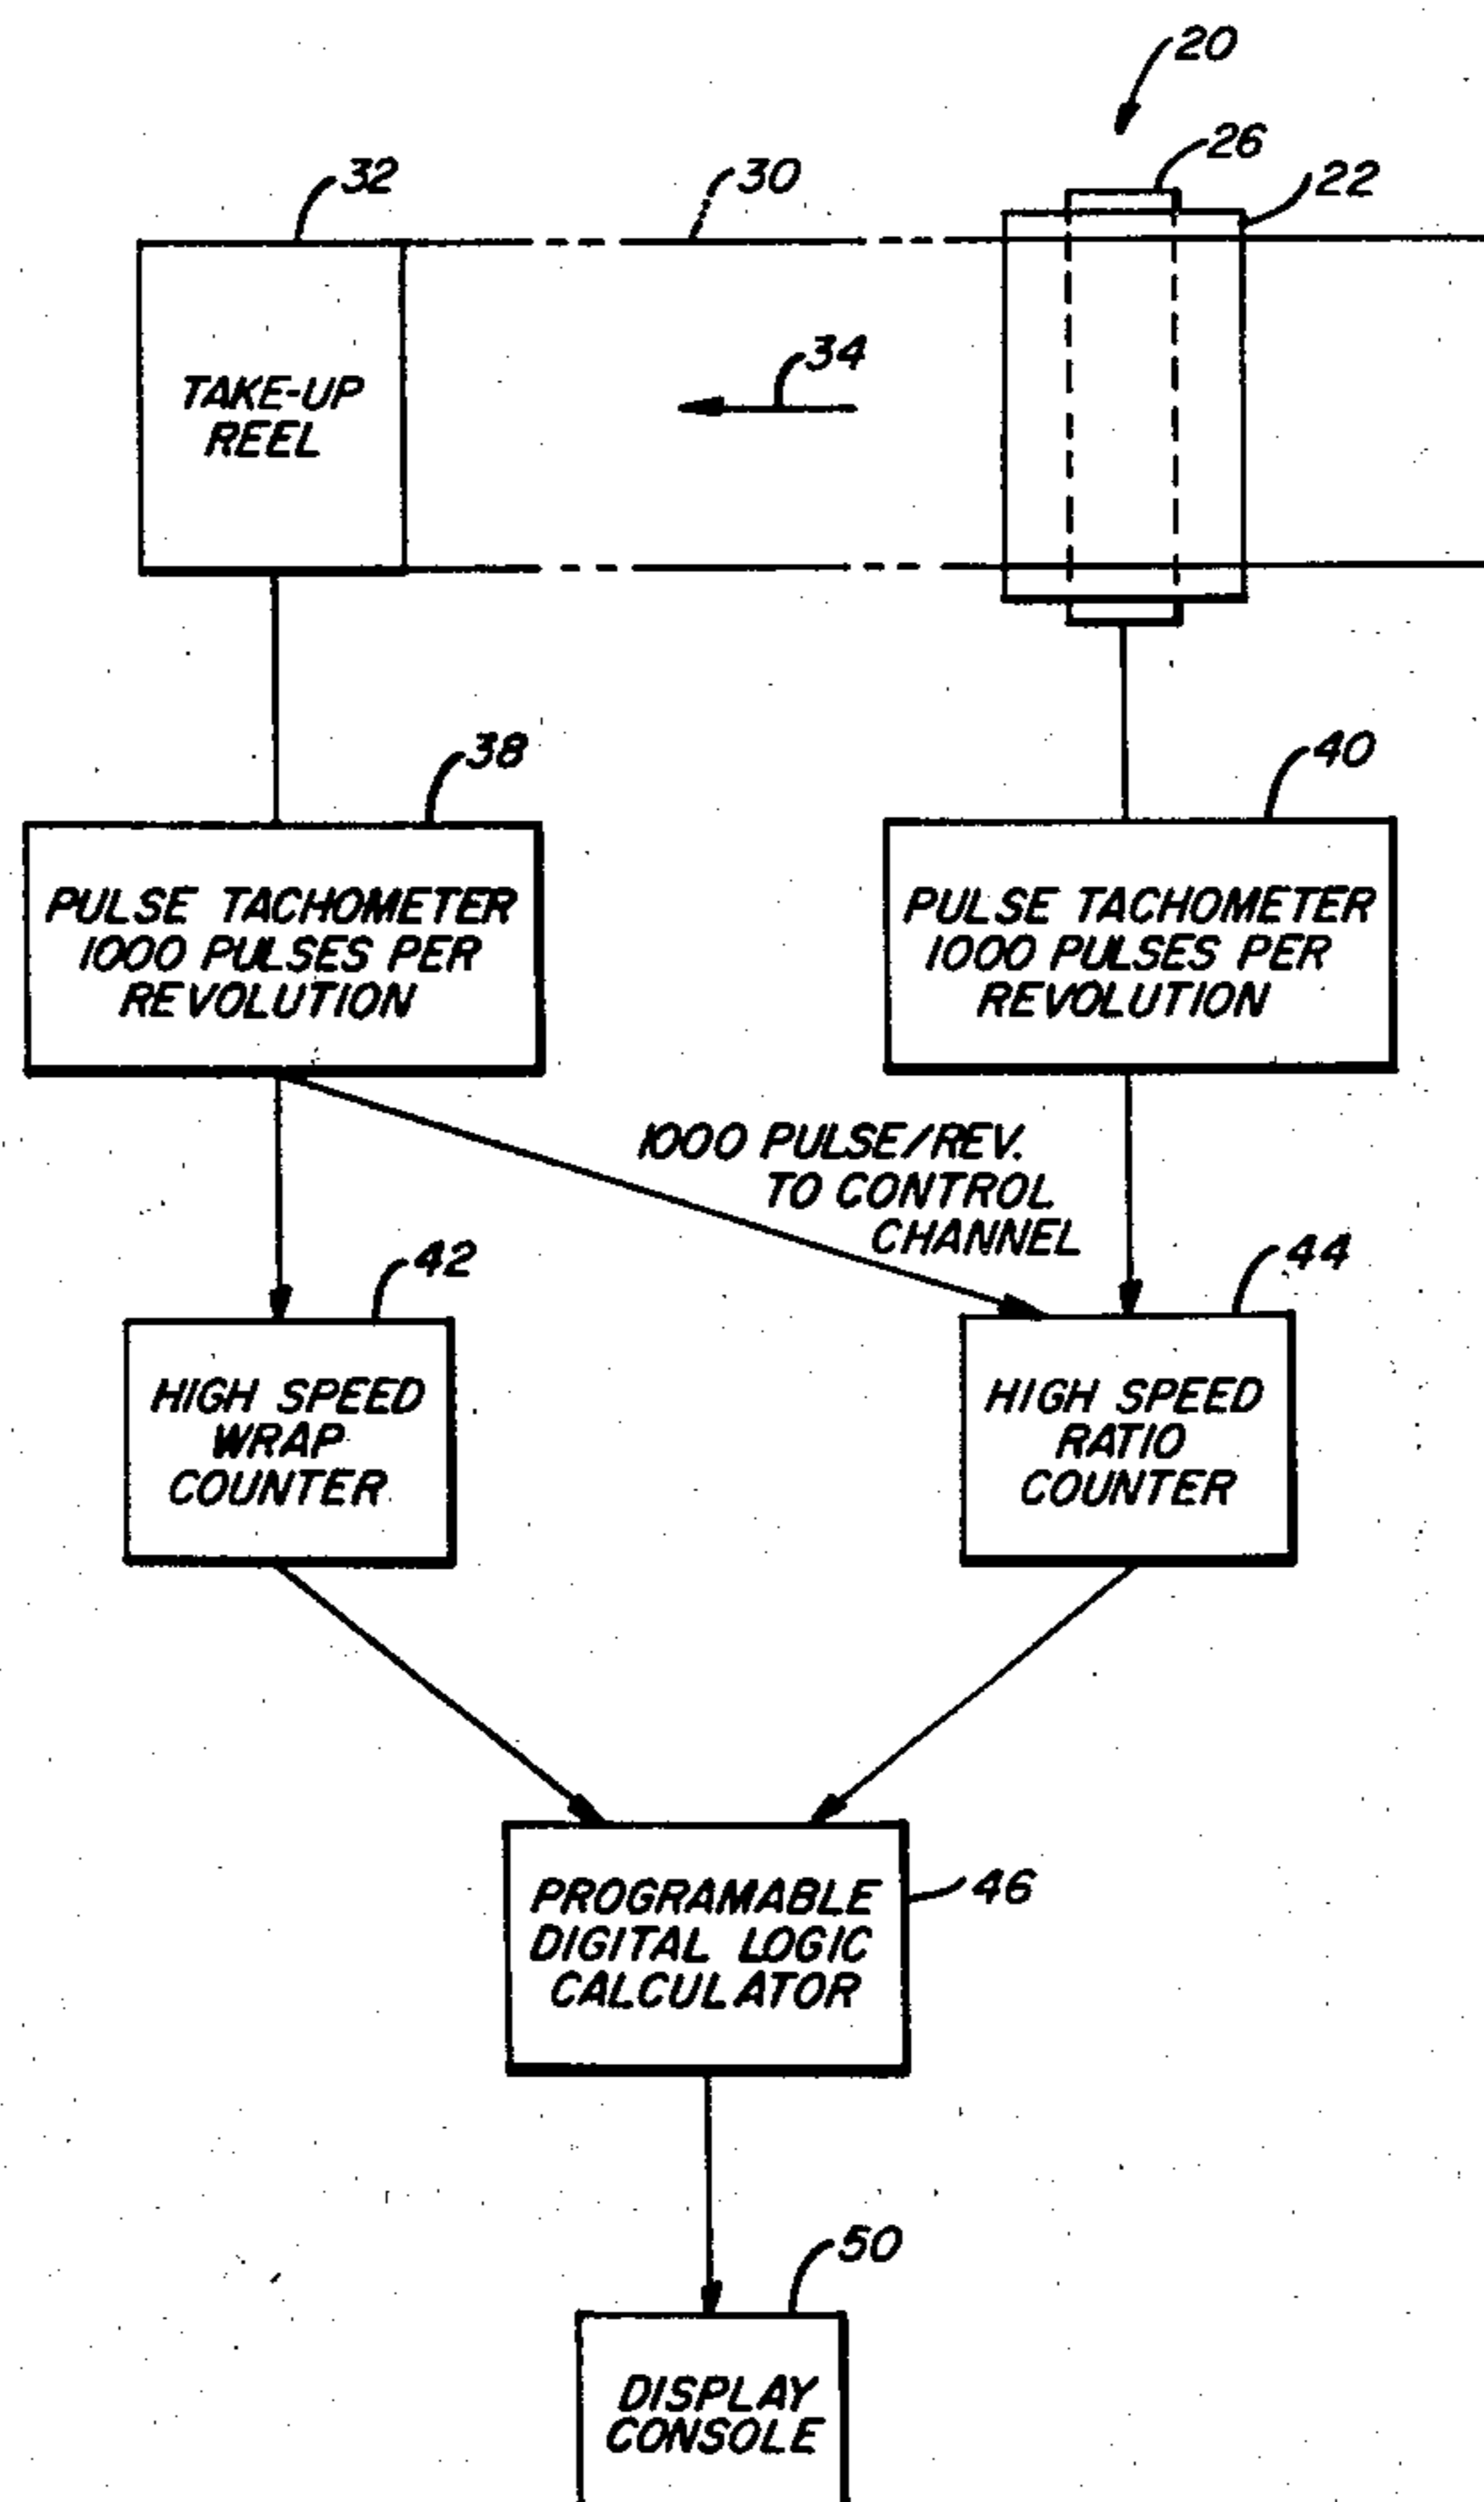 20
26
22
32
30
34
TAKE-UP
REEL
38
40
PULSE TACHOMETER
1000 PULSES PER
REVOLUTION
PULSE TACHOMETER
1000 PULSES PER
REVOLUTION
1000 PULSE/REV.
TO CONTROL
CHANNEL
42
44
HIGH SPEED
WRAP
COUNTER
HIGH SPEED
RATIO
COUNTER
46
PROGRAMABLE
DIGITAL LOGIC
CALCULATOR
50
DISPLAY
CONSOLE